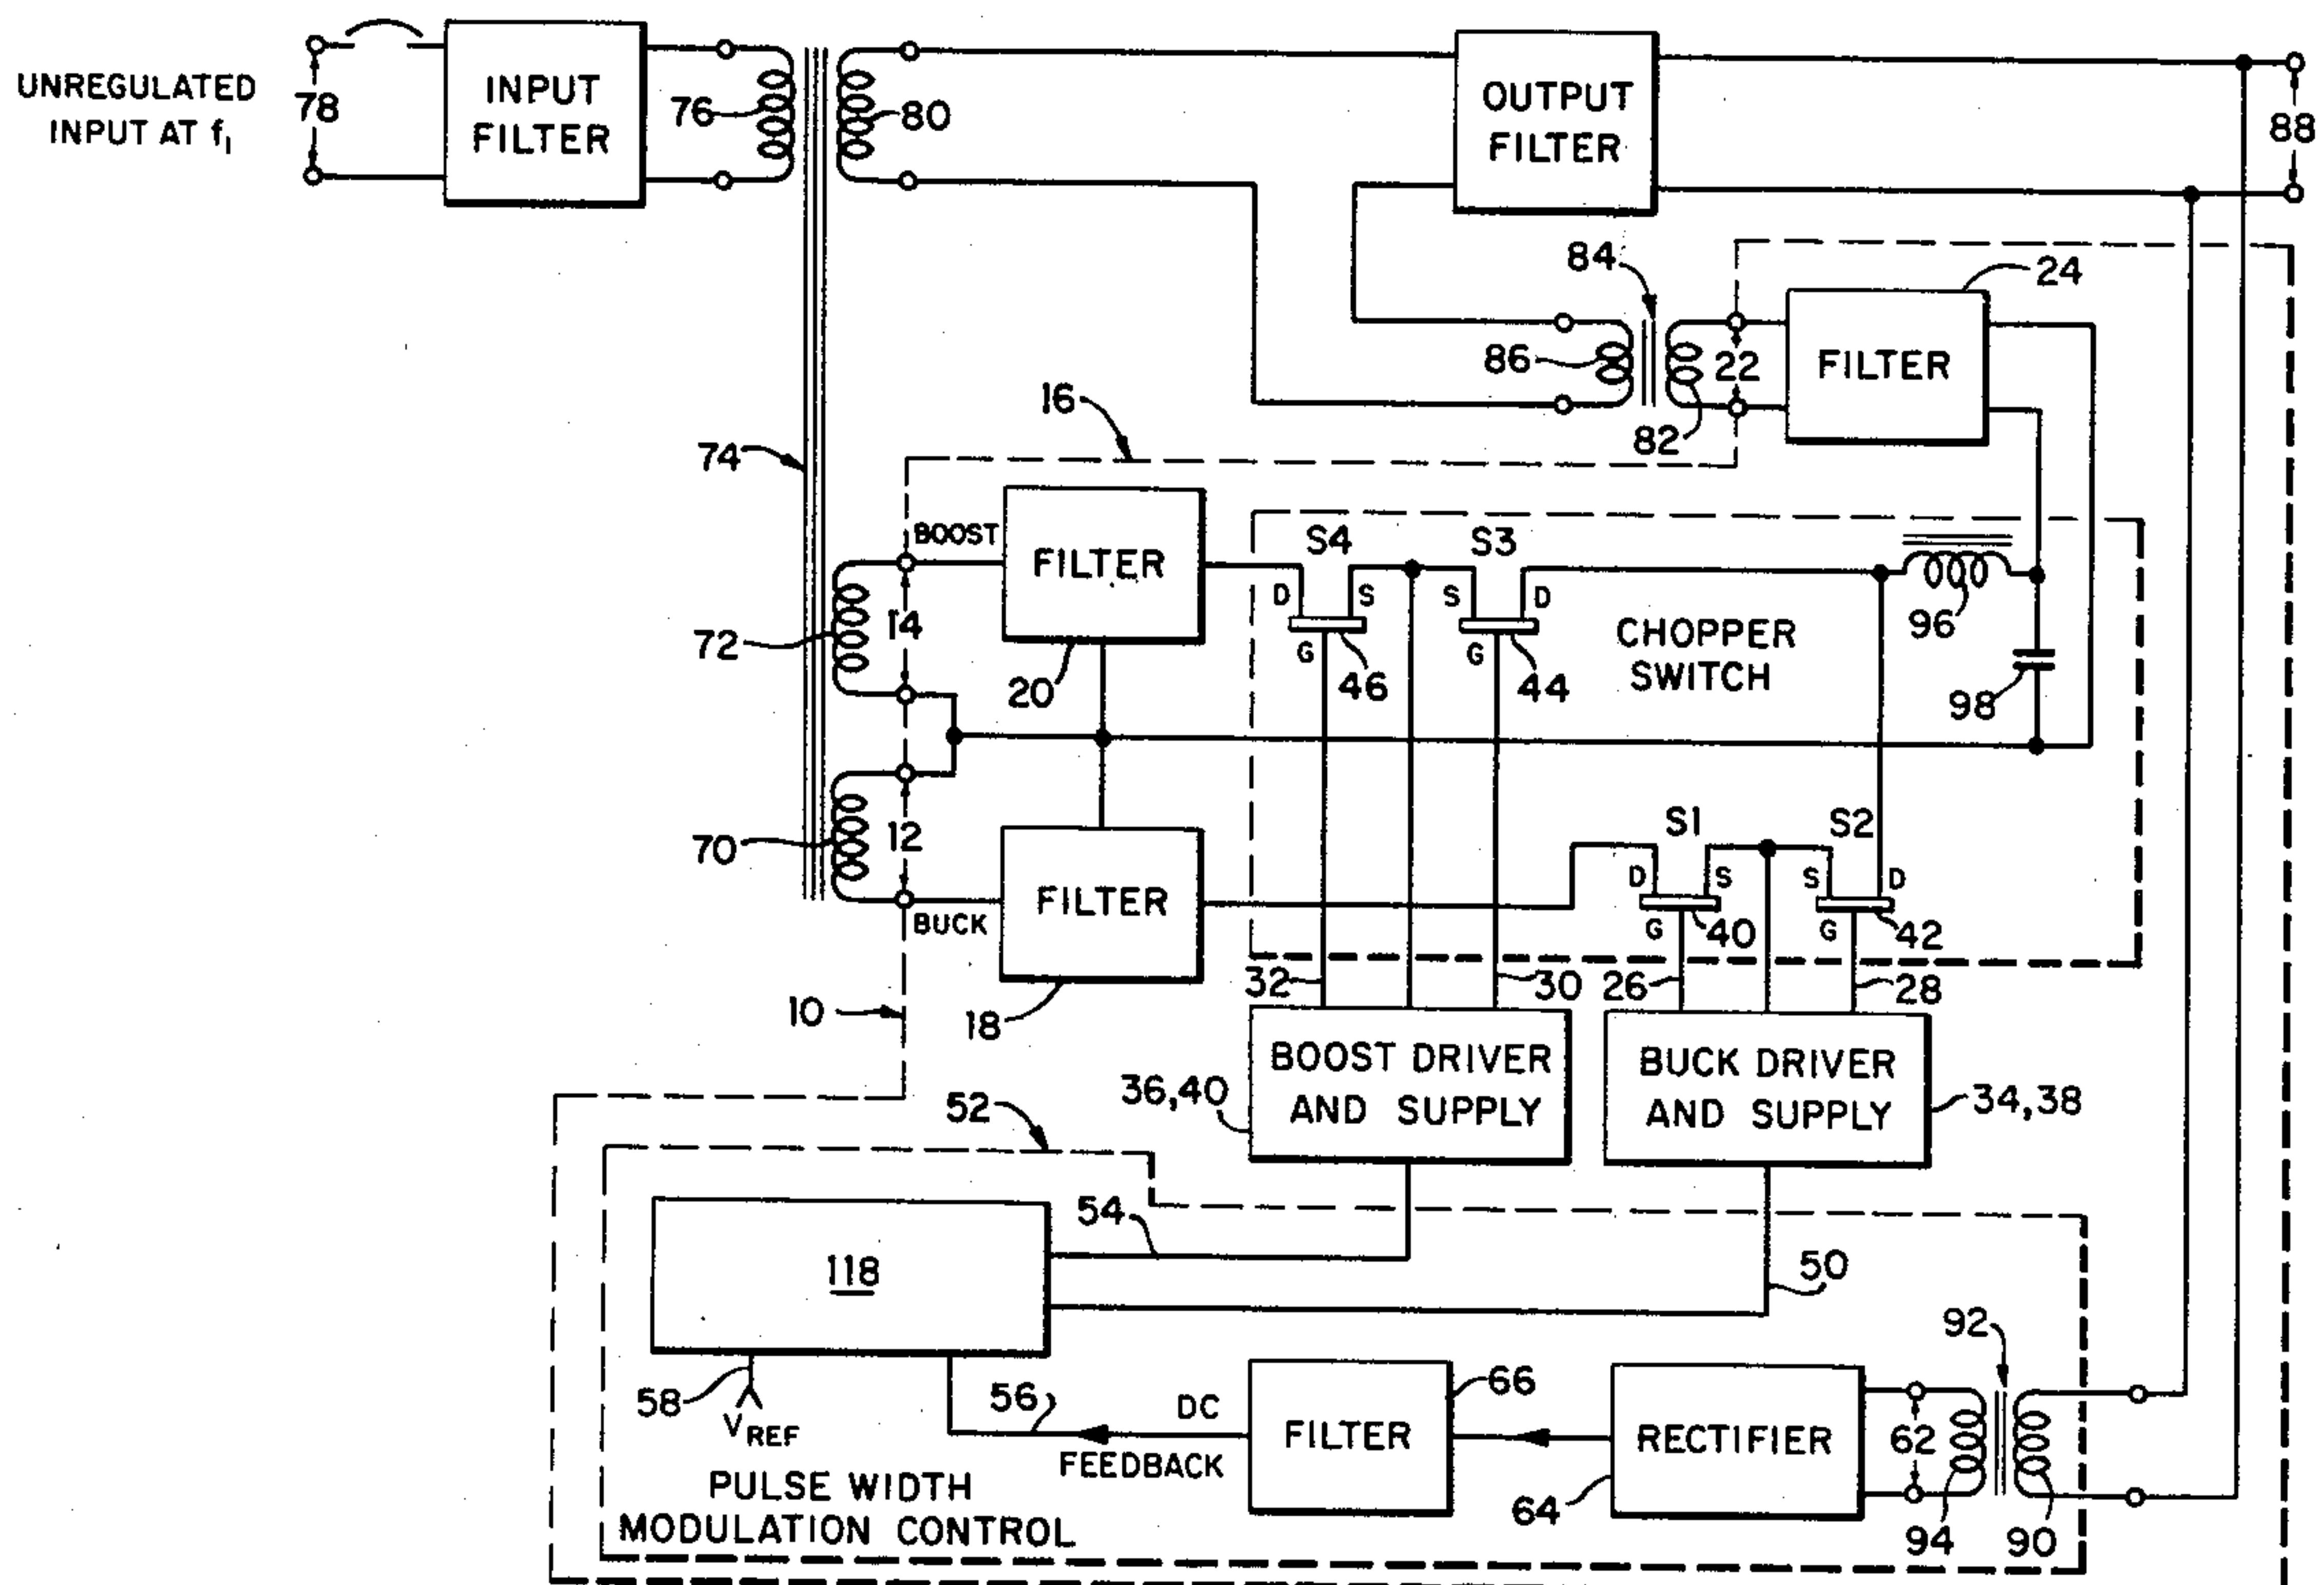 UNREGULATED
INPUT AT f1
78
INPUT
FILTER
76
80
OUTPUT
FILTER
88
84
24
86
22
FILTER
82
16
74
BOOST
FILTER
S4
S3
D
S
S
D
G
G
46
44
CHOPPER
SWITCH
96
98
72
14
20
70
12
BUCK
FILTER
18
S1
S2
D
S
S
D
G
40
G
42
10
32
30
26
28
BOOST DRIVER
AND SUPPLY
36,40
BUCK DRIVER
AND SUPPLY
34,38
52
54
118
50
58
VREF
56
DC
FEEDBACK
FILTER
66
RECTIFIER
64
62
92
94
90
PULSE WIDTH
MODULATION CONTROL